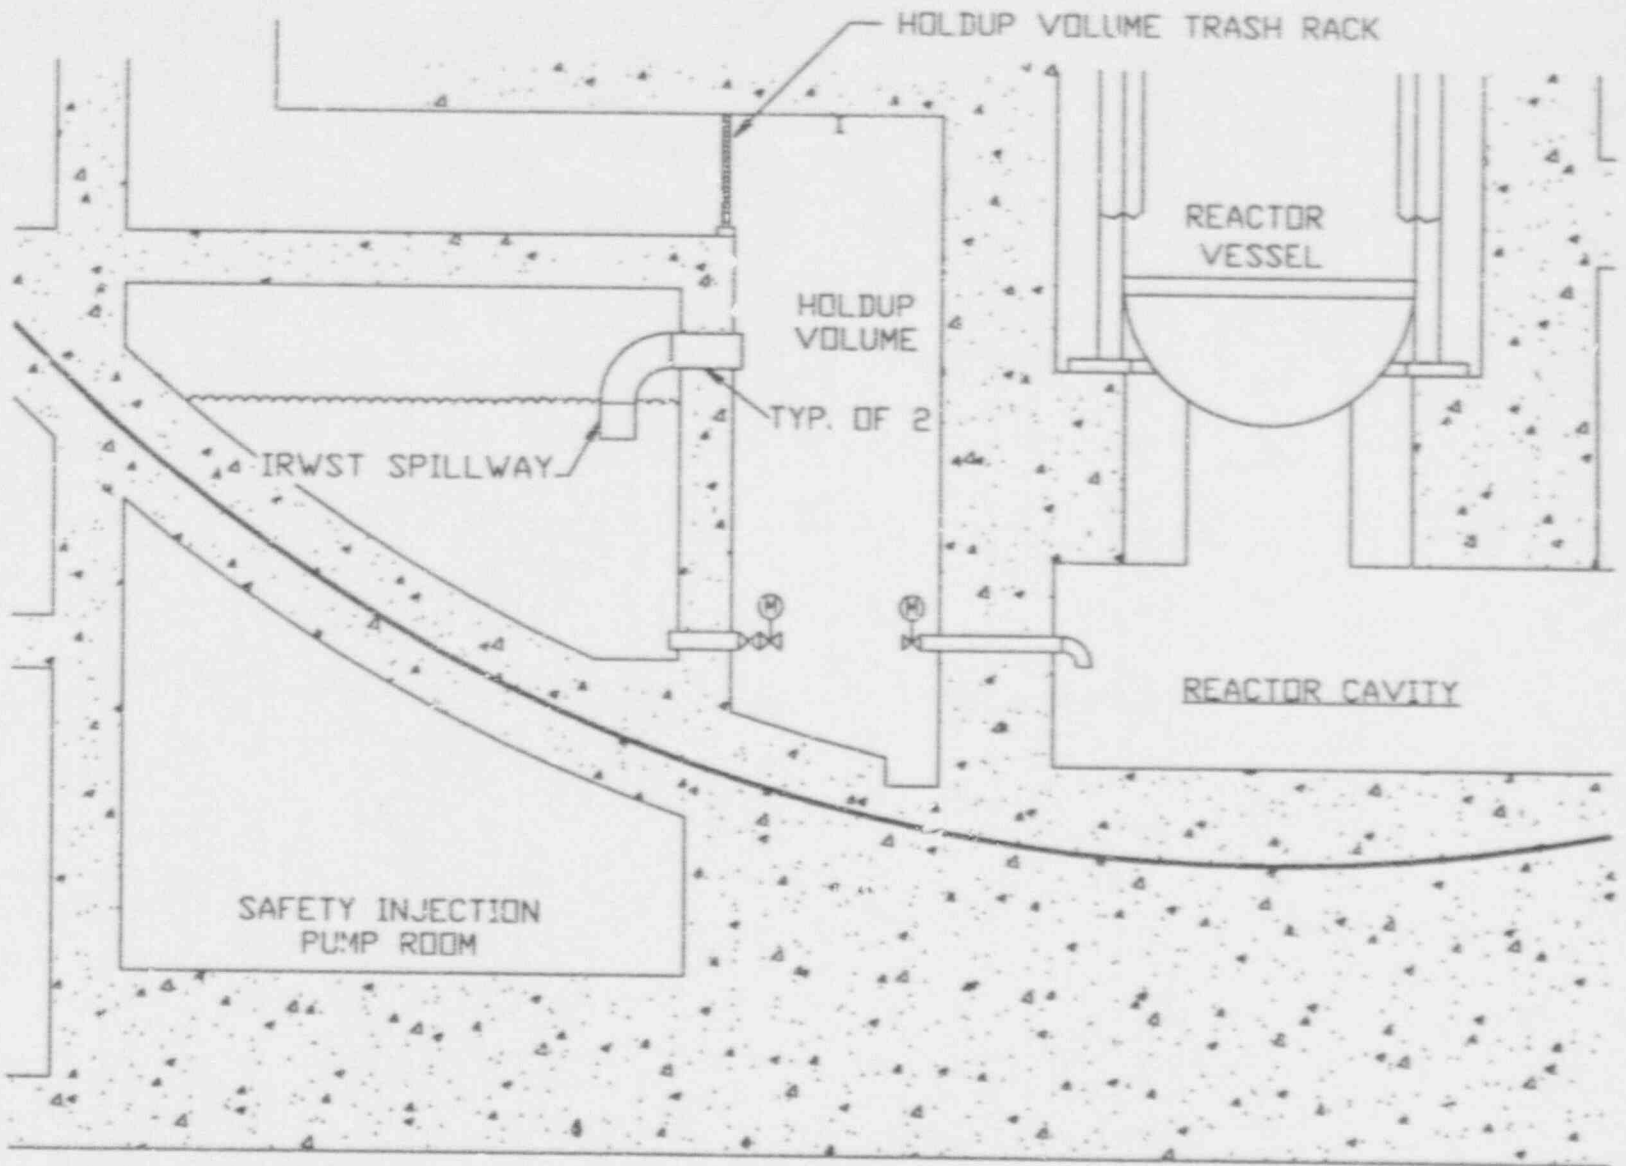 HOLDUP VOLUME TRASH RACK
REACTOR
VESSEL
HOLDUP
VOLUME
TYP. OF 2
IRWST SPILLWAY
M
M
REACTOR CAVITY
SAFETY INJECTION
PUMP ROOM